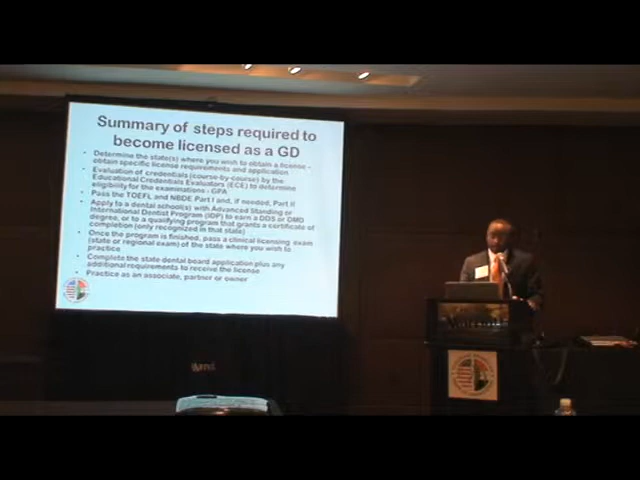 Summary of steps required to
become licensed as a GD
• Determine the state(s) where you wish to obtain a license -
obtain specific license requirements and application
• Evaluation of credentials (course-by-course) by the
Educational Credentials Evaluators (ECE) to determine
eligibility for the examinations - GPA
• Pass the TOEFL and NBDE Part I and, if needed, Part II
• Apply to a dental school(s) with Advanced Standing or
International Dentist Program (IDP) to earn a DDS or DMD
degree, or to a qualifying program that grants a certificate of
completion (only recognized in that state)
• Once the program is finished, pass a clinical licensing exam
(state or regional exam) of the state where you wish to
practice
• Complete the state dental board application plus any
additional requirements to receive the license
• Practice as an associate, partner or owner